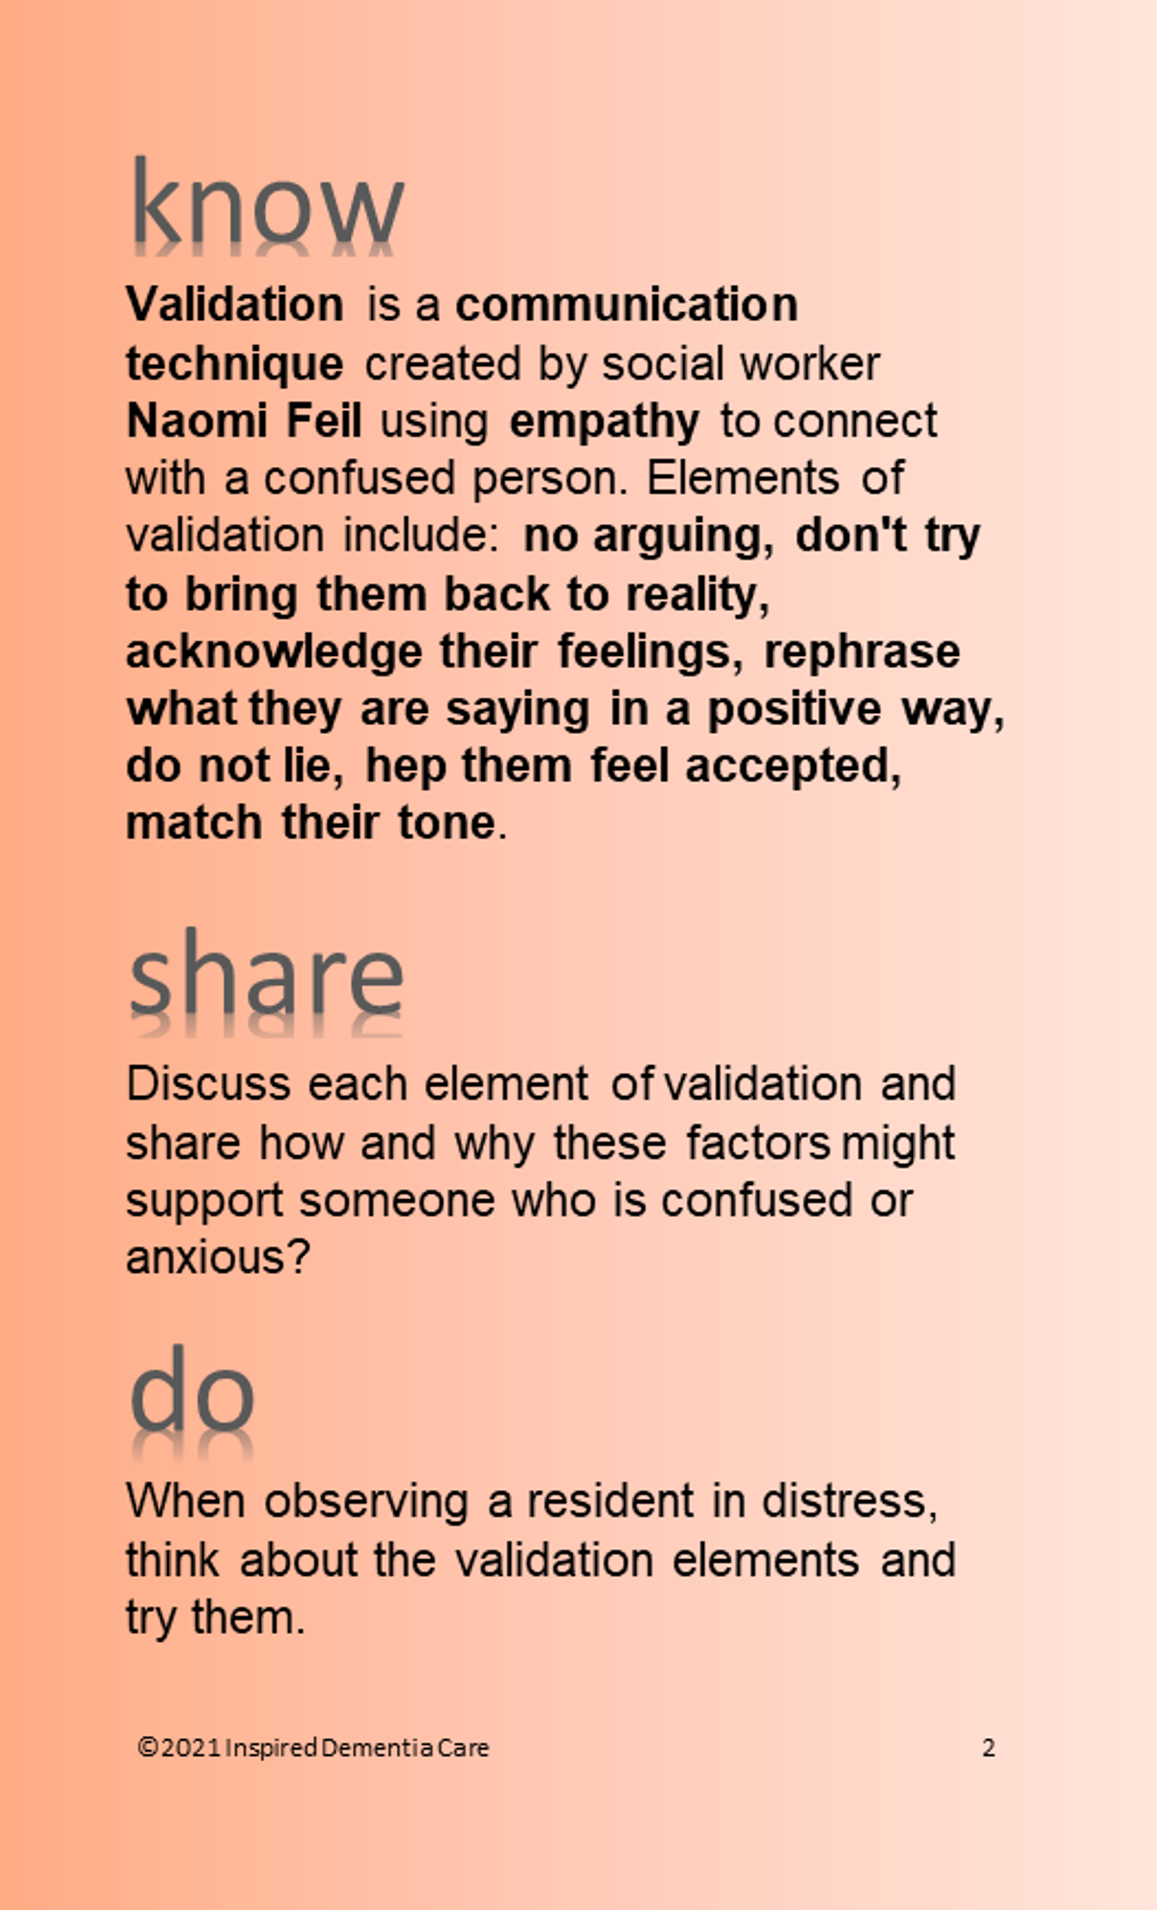 know
Validation is a communication
technique created by social worker
Naomi Feil using empathy to connect
with a confused person. Elements of
validation include: no arguing, don't try
to bring them back to reality,
acknowledge their feelings, rephrase
what they are saying in a positive way,
do not lie, hep them feel accepted,
match their tone.
share
Discuss each element of validation and
share how and why these factors might
support someone who is confused or
anxious?
do
When observing a resident in distress,
think about the validation elements and
try them.
©2021 Inspired Dementia Care 2